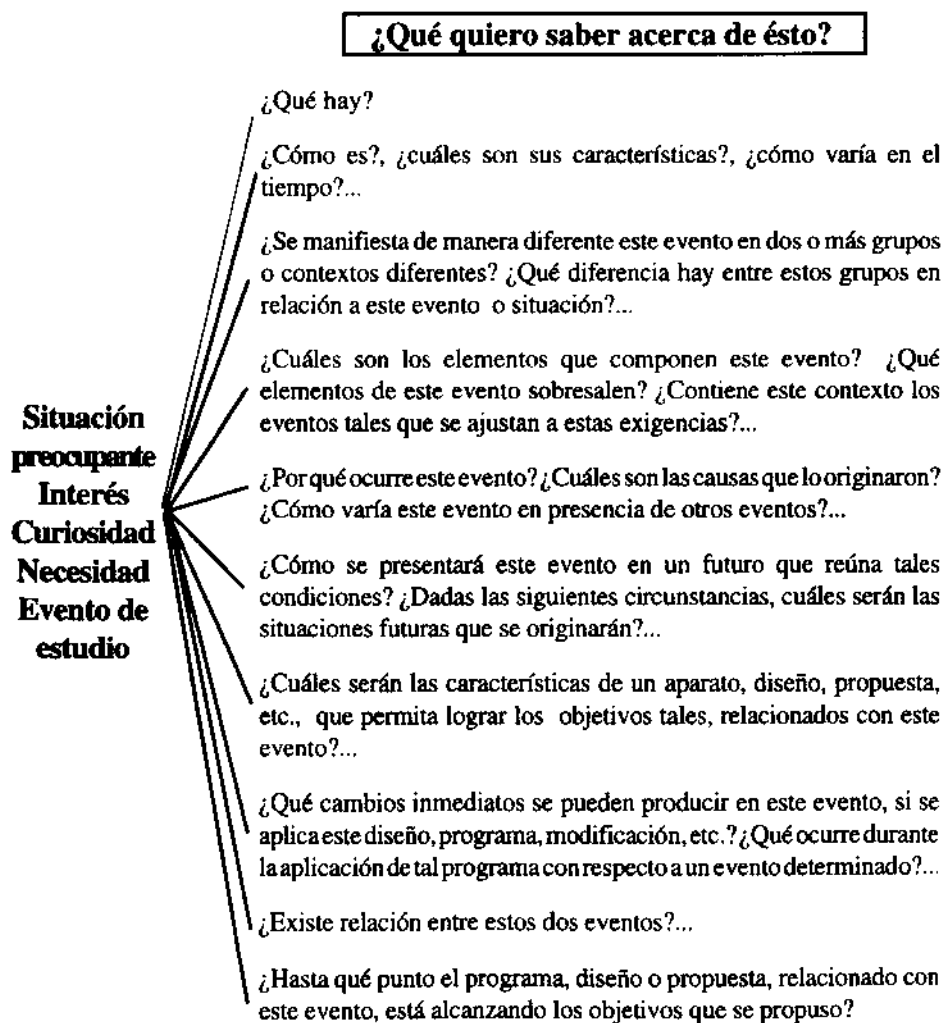 ¿Qué quiero saber acerca de ésto?
¿Qué hay?
¿Cómo es?, ¿cuáles son sus características?, ¿cómo varía en el
tiempo?...
¿Se manifiesta de manera diferente este evento en dos o más grupos
o contextos diferentes? ¿Qué diferencia hay entre estos grupos en
relación a este evento o situación?...
¿Cuáles son los elementos que componen este evento? ¿Qué
elementos de este evento sobresalen? ¿Contiene este contexto los
eventos tales que se ajustan a estas exigencias?...
Situación
preocupante
Interés
Curiosidad
Necesidad
Evento de
estudio
¿Por qué ocurre este evento? ¿Cuáles son las causas que lo originaron?
¿Cómo varía este evento en presencia de otros eventos?...
¿Cómo se presentará este evento en un futuro que reúna tales
condiciones? ¿Dadas las siguientes circunstancias, cuáles serán las
situaciones futuras que se originarán?...
¿Cuáles serán las características de un aparato, diseño, propuesta,
etc., que permita lograr los objetivos tales, relacionados con este
evento?...
¿Qué cambios inmediatos se pueden producir en este evento, si se
aplica este diseño, programa, modificación, etc.? ¿Qué ocurre durante
la aplicación de tal programa con respecto a un evento determinado?...
¿Existe relación entre estos dos eventos?...
¿Hasta qué punto el programa, diseño o propuesta, relacionado con
este evento, está alcanzando los objetivos que se propuso?